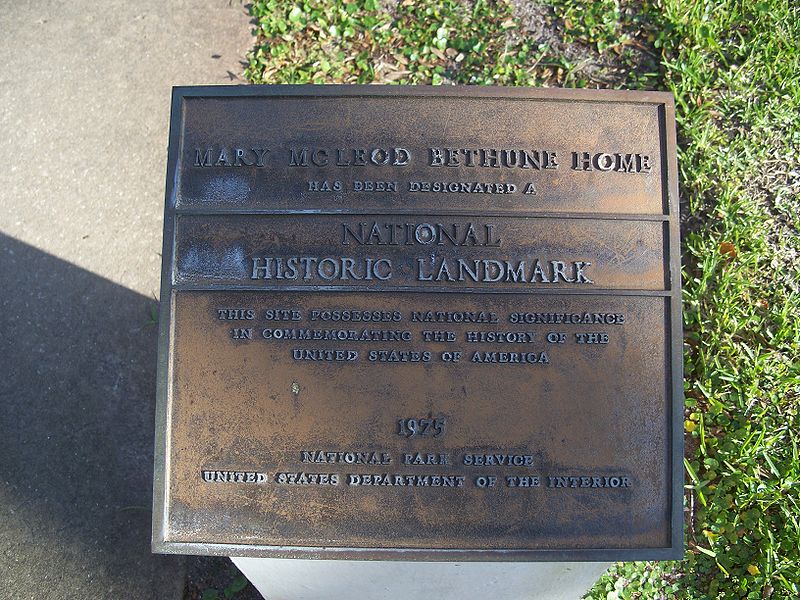 MARY MCLEOD BETHUNE HOME
HAS BEEN DESIGNATED A
NATIONAL
HISTORIC LANDMARK
THIS SITE POSSESSES NATIONAL SIGNIFICANCE
IN COMMEMORATING THE HISTORY OF THE
UNITED STATES OF AMERICA
1975
NATIONAL PARK SERVICE
UNITED STATES DEPARTMENT OF THE INTERIOR